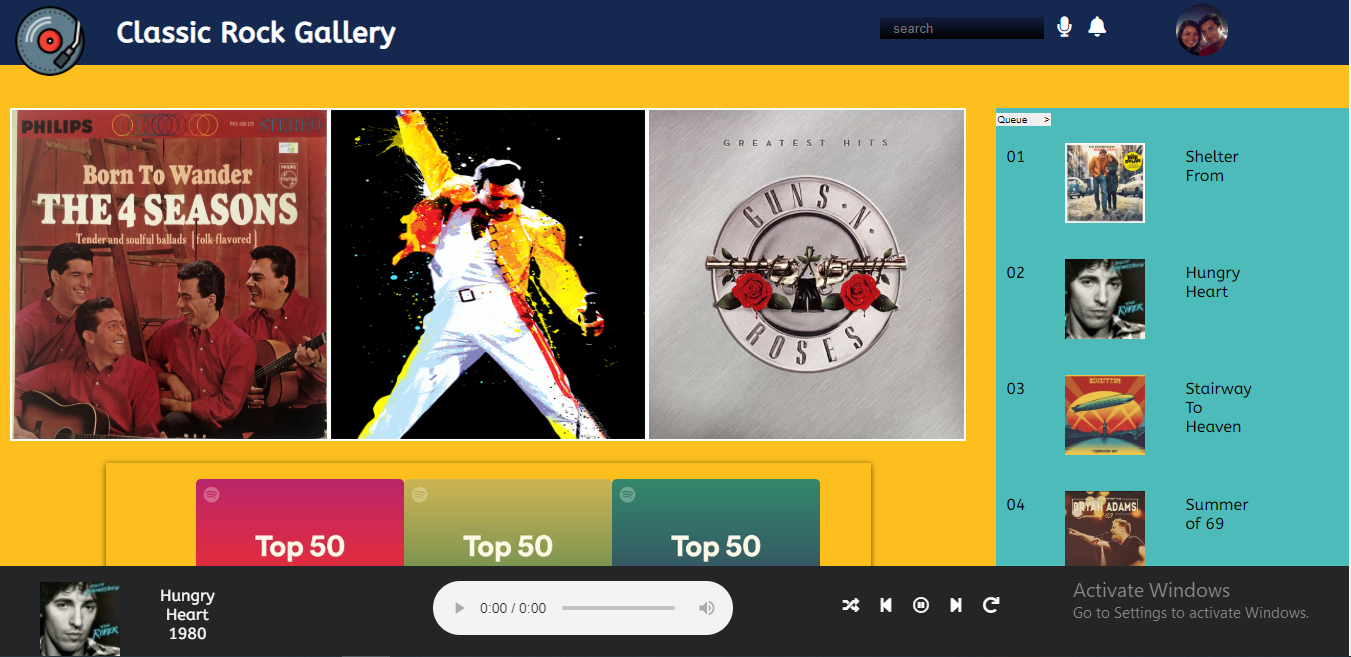 Classic Rock Gallery
search
PHILIPS
STEREO
Born To Wander
THE 4 SEASONS
Tender and soulful ballads | folk-flavored |
GREATEST HITS
GUNS N.
ROSES
Queue >
01
Shelter
From
02
Hungry
Heart
03
Stairway
To
Heaven
04
BRYAN ADAMS
Summer
of 69
Top 50
Top 50
Top 50
Hungry
Heart
1980
0:00 / 0:00
Activate Windows
Go to Settings to activate Windows.